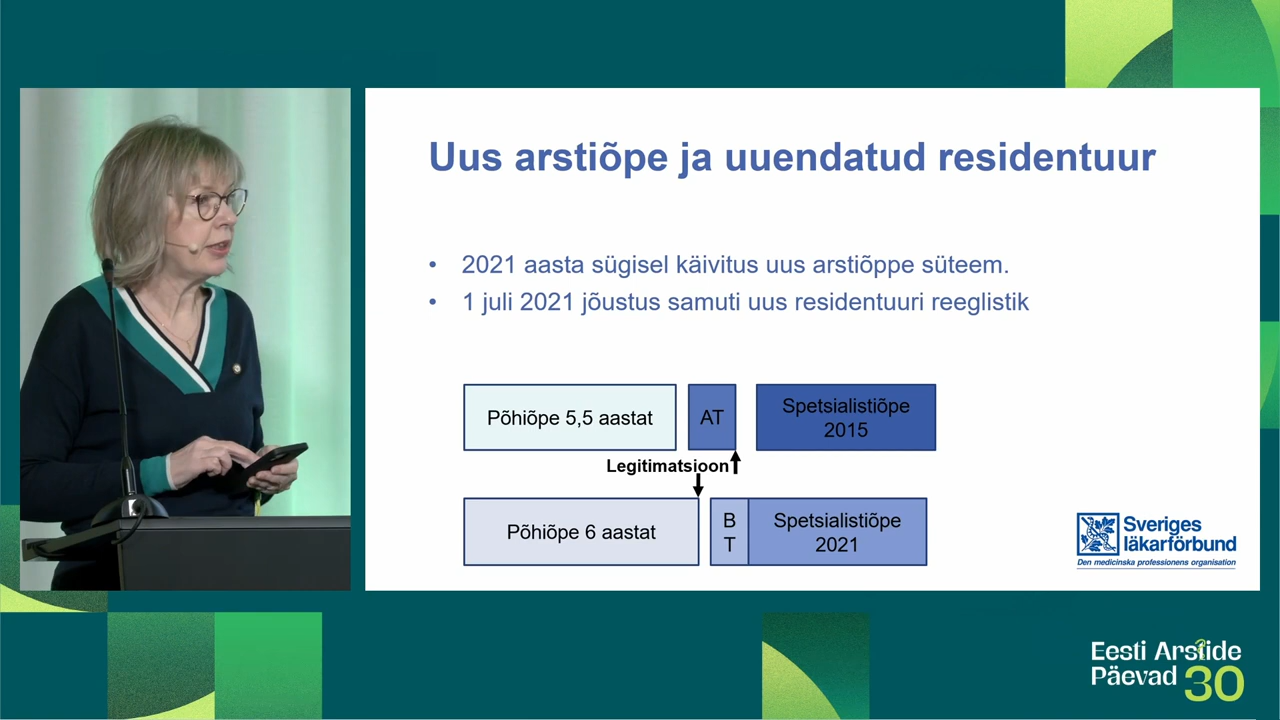 Uus arstiõpe ja uuendatud residentuur
• 2021 aasta sügisel käivitus uus arstiõppe süteem.
• 1 juli 2021 jõustus samuti uus residentuuri reeglistik
Põhiõpe 5,5 aastat
AT
Spetsialistiõpe
2015
Legitimatsioon
Põhiõpe 6 aastat
B
T
Spetsialistiõpe
2021
Sveriges
läkarförbund
Den medicinska professionens organisation
Eesti Arstide
Päevad 30